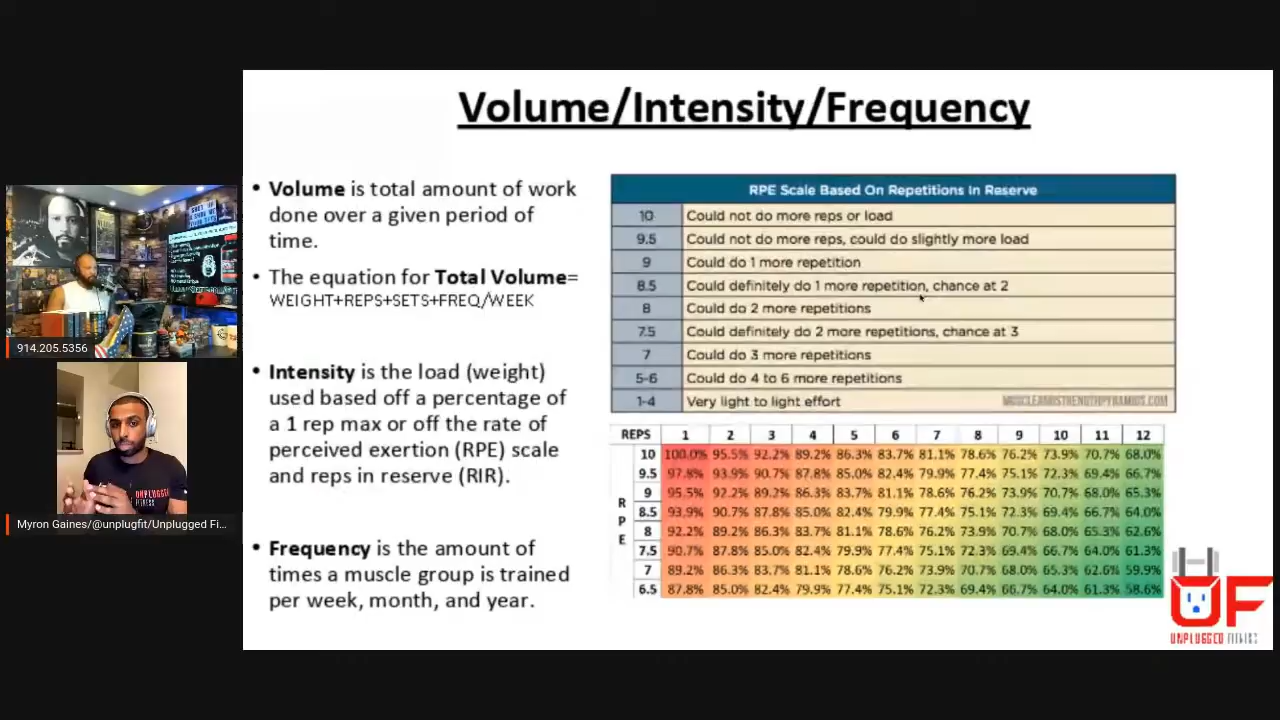 Volume/Intensity/Frequency
• Volume is total amount of work
done over a given period of
time.
• The equation for Total Volume=
WEIGHT+REPS+SETS+FREQ/WEEK
• Intensity is the load (weight)
used based off a percentage of
a 1 rep max or off the rate of
perceived exertion (RPE) scale
and reps in reserve (RIR).
• Frequency is the amount of
times a muscle group is trained
per week, month, and year.
RPE Scale Based On Repetitions In Reserve
10 Could not do more reps or load
9.5 Could not do more reps, could do slightly more load
9 Could do 1 more repetition
8.5 Could definitely do 1 more repetition, chance at 2
8 Could do 2 more repetitions
7.5 Could definitely do 2 more repetitions, chance at 3
7 Could do 3 more repetitions
5-6 Could do 4 to 6 more repetitions
1-4 Very light to light effort
MUSCLEANDSTRENGTHPYRAMIDS.COM
REPS 1 2 3 4 5 6 7 8 9 10 11 12
RPE
10 100.0% 95.5% 92.2% 89.2% 86.3% 83.7% 81.1% 78.6% 76.2% 73.9% 70.7% 68.0%
9.5 97.8% 93.9% 90.7% 87.8% 85.0% 82.4% 79.9% 77.4% 75.1% 72.3% 69.4% 66.7%
9 95.5% 92.2% 89.2% 86.3% 83.7% 81.1% 78.6% 76.2% 73.9% 70.7% 68.0% 65.3%
8.5 93.9% 90.7% 87.8% 85.0% 82.4% 79.9% 77.4% 75.1% 72.3% 69.4% 66.7% 64.0%
8 92.2% 89.2% 86.3% 83.7% 81.1% 78.6% 76.2% 73.9% 70.7% 68.0% 65.3% 62.6%
7.5 90.7% 87.8% 85.0% 82.4% 79.9% 77.4% 75.1% 72.3% 69.4% 66.7% 64.0% 61.3%
7 89.2% 86.3% 83.7% 81.1% 78.6% 76.2% 73.9% 70.7% 68.0% 65.3% 62.6% 59.9%
6.5 87.8% 85.0% 82.4% 79.9% 77.4% 75.1% 72.3% 69.4% 66.7% 64.0% 61.3% 58.6%
UF
UNPLUGGED FITNESS
914.205.5356
UNPLUGGED
FITNESS
Myron Gaines/@unplugfit/Unplugged Fi...